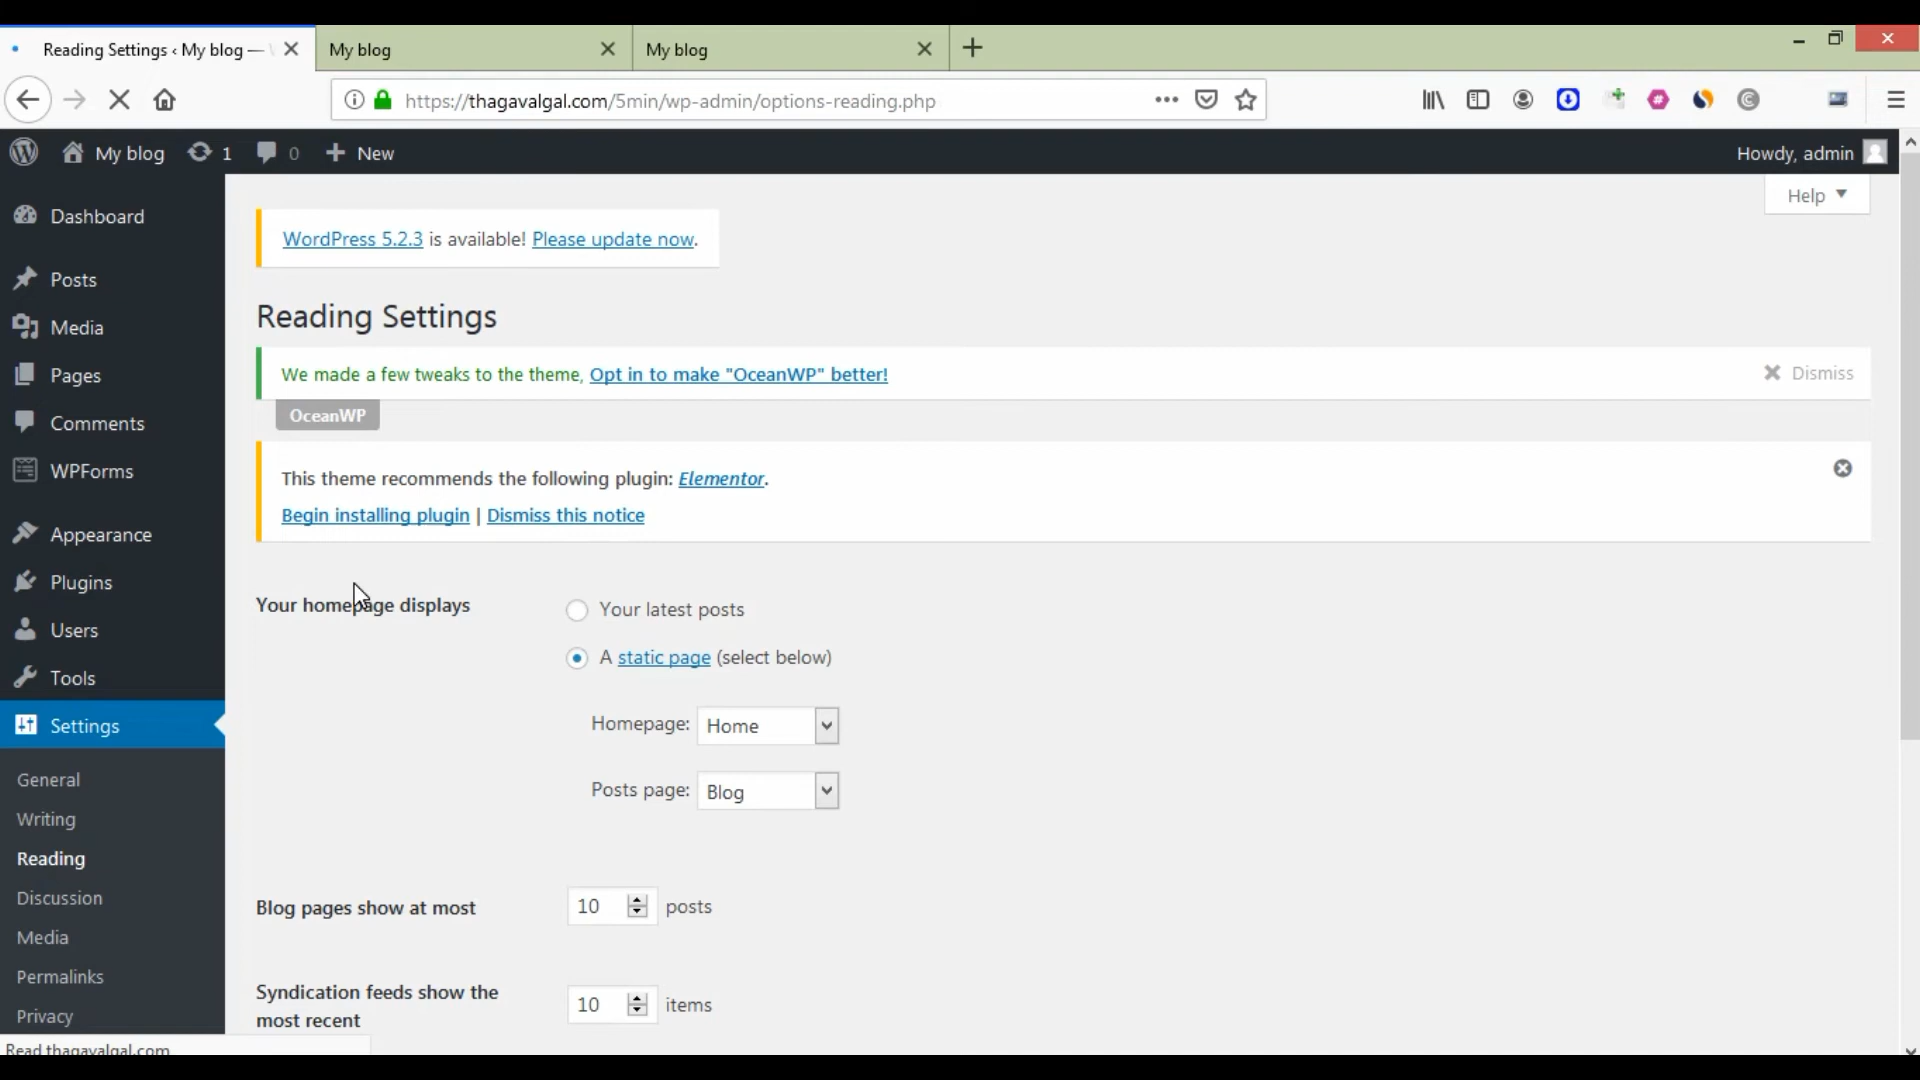 Reading Settings ‹ My blog —
My blog
My blog
https://thagavalgal.com/5min/wp-admin/options-reading.php
My blog
1
0
New
Howdy, admin
Help
Dashboard
Posts
Media
Pages
Comments
WPForms
Appearance
Plugins
Users
Tools
Settings
General
Writing
Reading
Discussion
Media
Permalinks
Privacy
WordPress 5.2.3 is available! Please update now.
Reading Settings
We made a few tweaks to the theme, Opt in to make "OceanWP" better!
Dismiss
OceanWP
This theme recommends the following plugin: Elementor.
Begin installing plugin | Dismiss this notice
Your homepage displays
Your latest posts
A static page (select below)
Homepage: Home
Posts page: Blog
Blog pages show at most 10 posts
Syndication feeds show the
most recent
10 items
Read thagavalgal.com